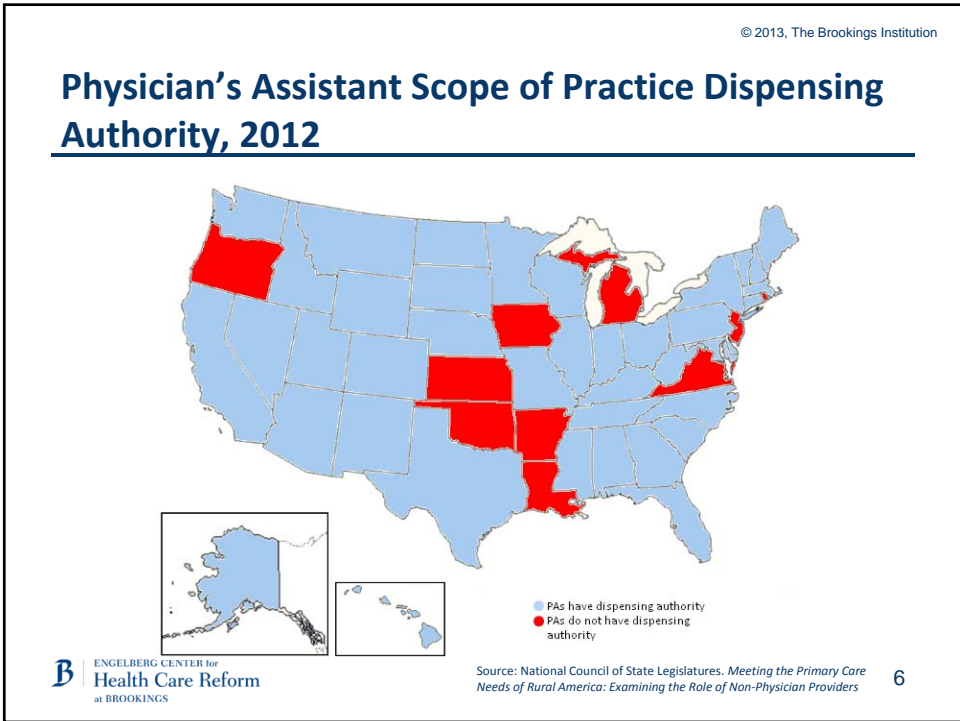 © 2013, The Brookings Institution
Physician’s Assistant Scope of Practice Dispensing
Authority, 2012
PAs have dispensing authority
PAs do not have dispensing
authority
B
ENGELBERG CENTER for
Health Care Reform
at BROOKINGS
Source: National Council of State Legislatures. Meeting the Primary Care
Needs of Rural America: Examining the Role of Non-Physician Providers
6